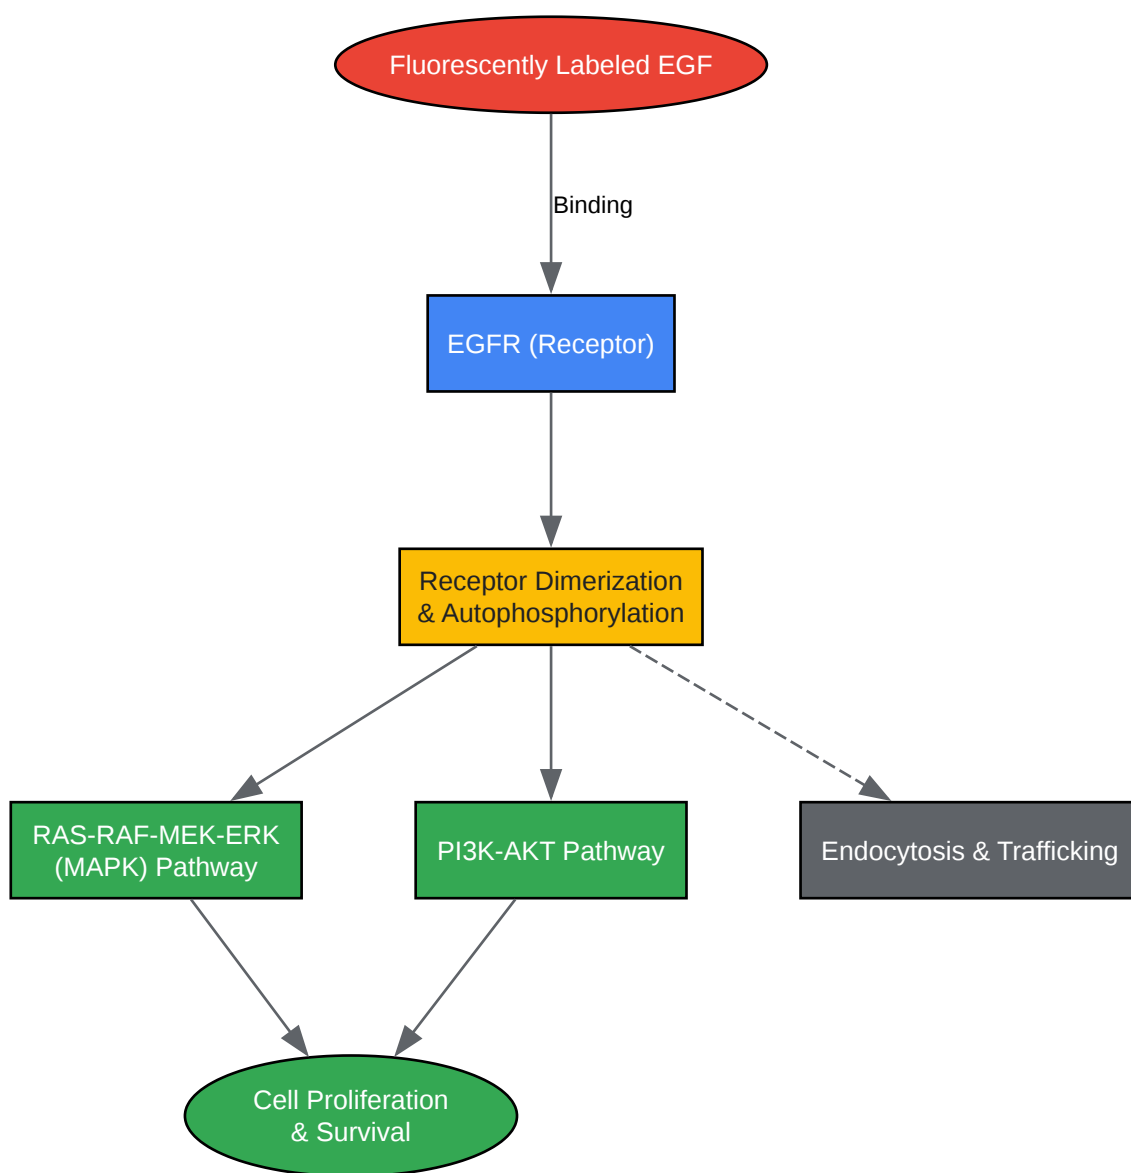 Fluorescently Labeled EGF
Binding
EGFR (Receptor)
Receptor Dimerization
& Autophosphorylation
RAS-RAF-MEK-ERK
(MAPK) Pathway
PI3K-AKT Pathway
Endocytosis & Trafficking
Cell Proliferation
& Survival